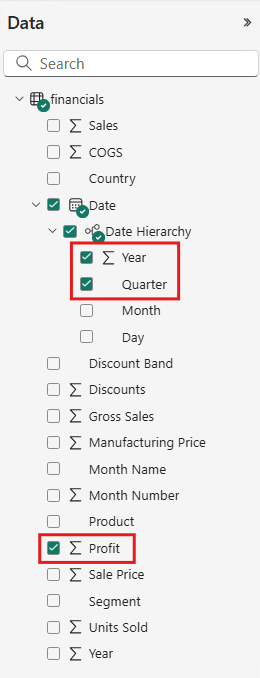 Data
Search
financials
Sales
COGS
Country
Date
Date Hierarchy
Year
Quarter
Month
Day
Discount Band
Discounts
Gross Sales
Manufacturing Price
Month Name
Month Number
Product
Profit
Sale Price
Segment
Units Sold
Year